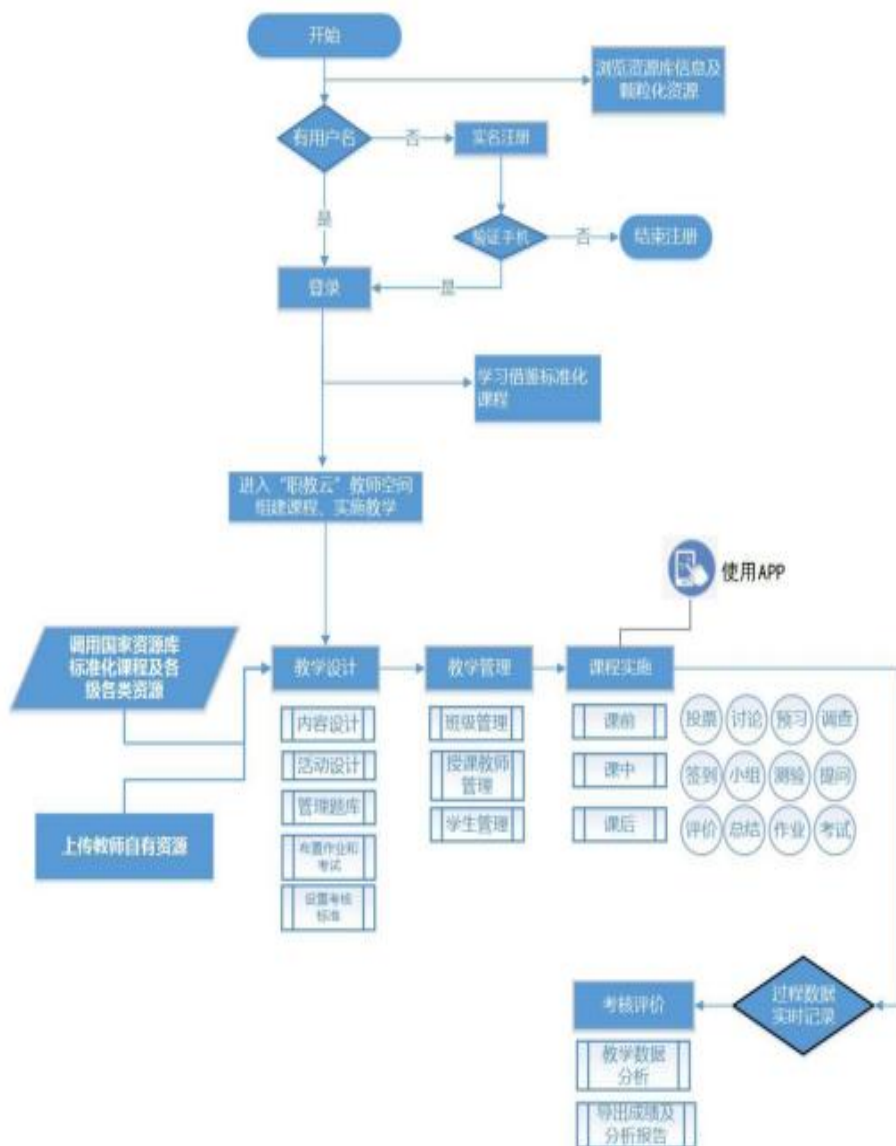 开始
浏览资源库信息及
颗粒化资源
有用户名
否
实名注册
是
验证手机
否
结束注册
登录
是
学习借鉴标准化
课程
进入“职教云”教师空间
组建课程、实施教学
使用APP
调用国家资源库
标准化课程及各
级各类资源
教学设计
教学管理
课程实施
内容设计
班级管理
课前
投票
讨论
预习
调查
活动设计
授课教师
管理
课中
签到
小组
测验
提问
管理题库
学生管理
课后
评价
总结
作业
考试
上传教师自有资源
布置作业和
考试
设置考核
标准
考核评价
过程数据
实时记录
教学数据
分析
导出成绩及
分析报告